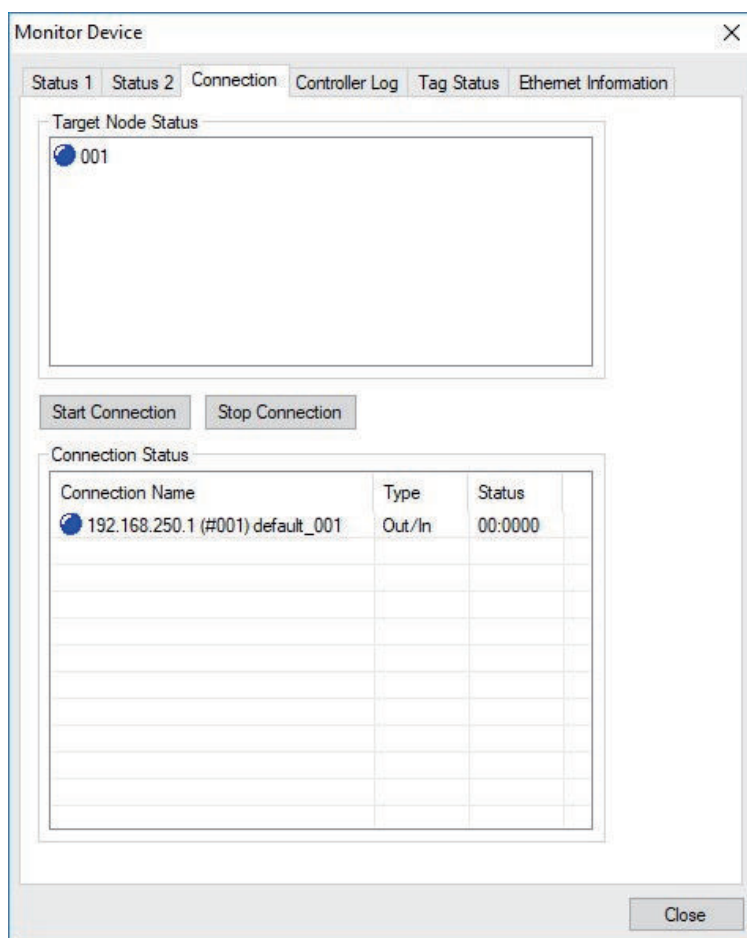 Monitor Device
Status 1 Status 2 Connection Controller Log Tag Status Ethernet Information
Target Node Status
001
Start Connection Stop Connection
Connection Status
Connection Name Type Status
192.168.250.1 (#001) default_001 Out/In 00:0000
Close